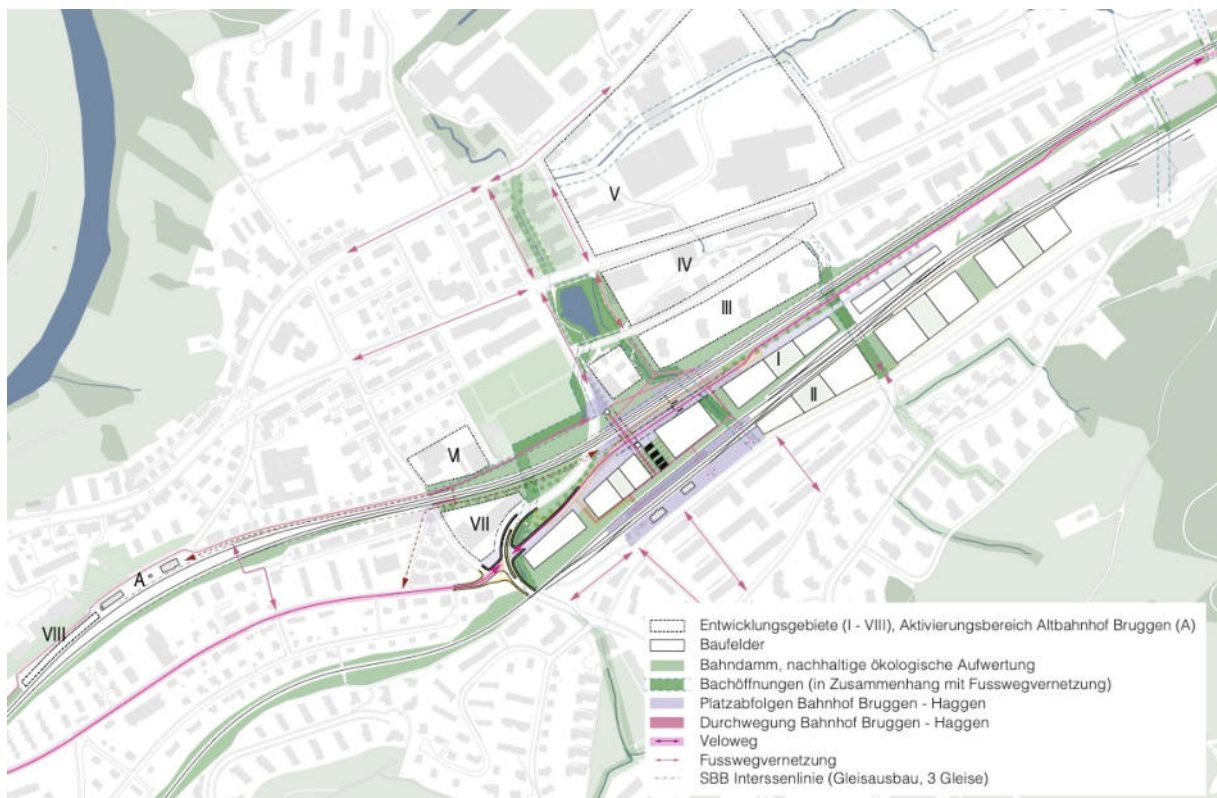 V
IV
III
I
II
VI
VII
A
VIII
Entwicklungsgebiete (I - VIII), Aktivierungsbereich Altbahnhof Bruggen (A)
Baufelder
Bahndamm, nachhaltige ökologische Aufwertung
Bachöffnungen (in Zusammenhang mit Fusswegvernetzung)
Platzabfolgen Bahnhof Bruggen - Haggen
Durchwegung Bahnhof Bruggen - Haggen
Veloweg
Fusswegvernetzung
SBB Interssenlinie (Gleisausbau, 3 Gleise)